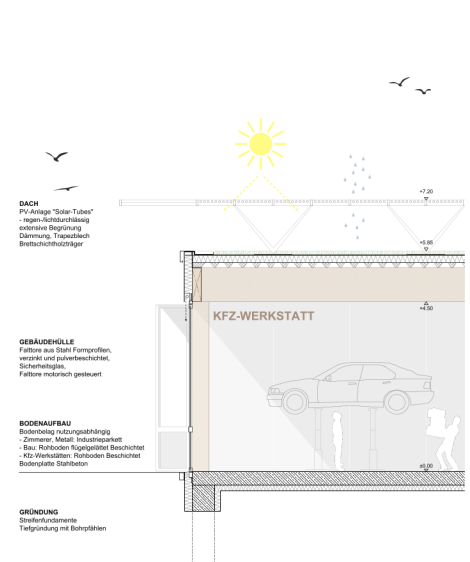 DACH
PV-Anlage "Solar-Tubes"
- regen-/lichtdurchlässig
extensive Begrünung
Dämmung, Trapezblech
Brettschichtholzträger
+7.20
+5.85
+4.50
KFZ-WERKSTATT
GEBÄUDEHÜLLE
Falttore aus Stahl Formprofilen,
verzinkt und pulverbeschichtet,
Sicherheitsglas,
Falttore motorisch gesteuert
BODENAUFBAU
Bodenbelag nutzungsabhängig
- Zimmerer, Metall: Industrieparkett
- Bau: Rohboden flügelgelättet Beschichtet
- Kfz-Werkstätten: Rohboden Beschichtet
Bodenplatte Stahlbeton
±0.00
GRÜNDUNG
Streifenfundamente
Tiefgründung mit Bohrpfählen